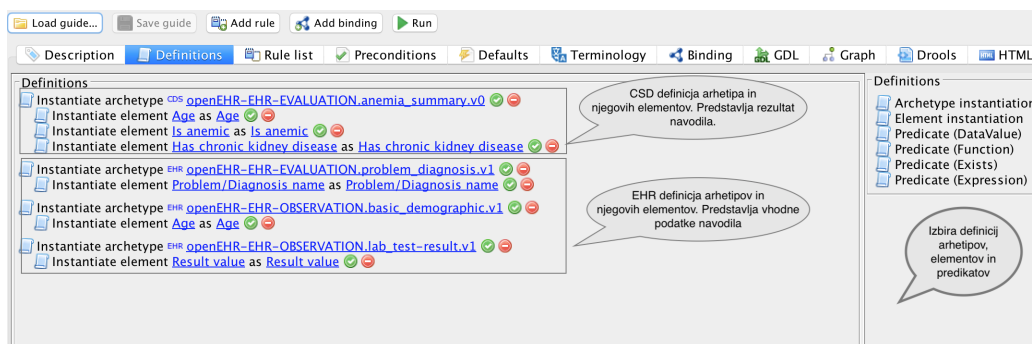 Load guide... Save guide Add rule Add binding Run
Description Definitions Rule list Preconditions Defaults Terminology Binding GDL Graph Drools HTML
Definitions
Instantiate archetype CDS openEHR-EHR-EVALUATION.anemia_summary.v0
Instantiate element Age as Age
Instantiate element Is anemic as Is anemic
Instantiate element Has chronic kidney disease as Has chronic kidney disease
Instantiate archetype EHR openEHR-EHR-EVALUATION.problem_diagnosis.v1
Instantiate element Problem/Diagnosis name as Problem/Diagnosis name
Instantiate archetype EHR openEHR-EHR-OBSERVATION.basic_demographic.v1
Instantiate element Age as Age
Instantiate archetype EHR openEHR-EHR-OBSERVATION.lab_test-result.v1
Instantiate element Result value as Result value
CSD definicja arhetipa in
njegovih elementov. Predstavlja rezultat
navodila.
EHR definicija arhetipov in
njegovih elementov. Predstavlja vhodne
podatke navodila
Definitions
Archetype instantiation
Element instantiation
Predicate (DataValue)
Predicate (Function)
Predicate (Exists)
Predicate (Expression)
Izbira definicij
arhetipov,
elementov in
predikatov